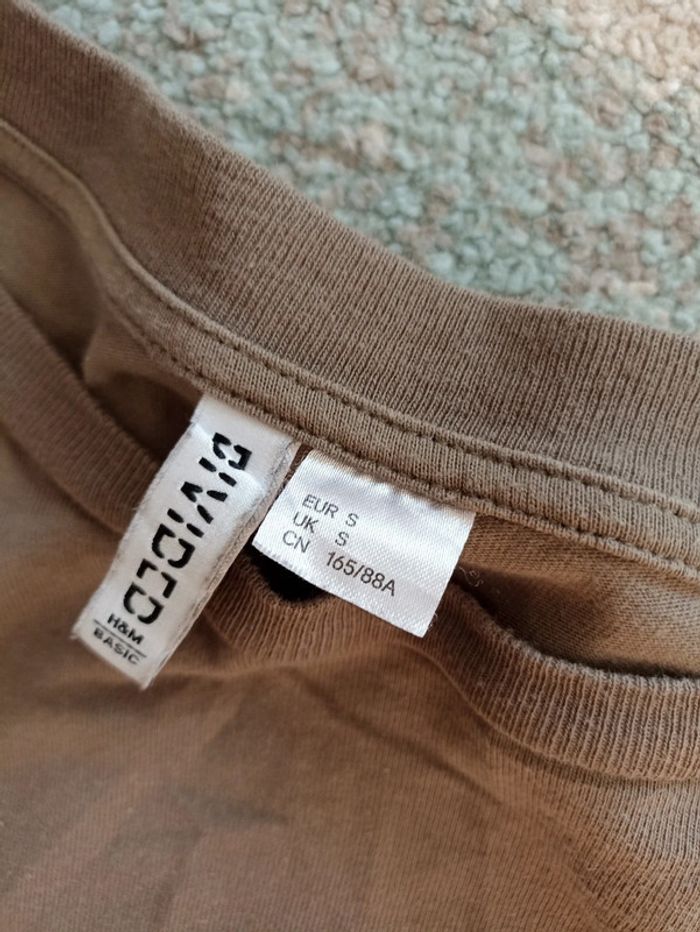 DIVIDED
H&M
BASIC
EUR S
UK S
CN 165/88A